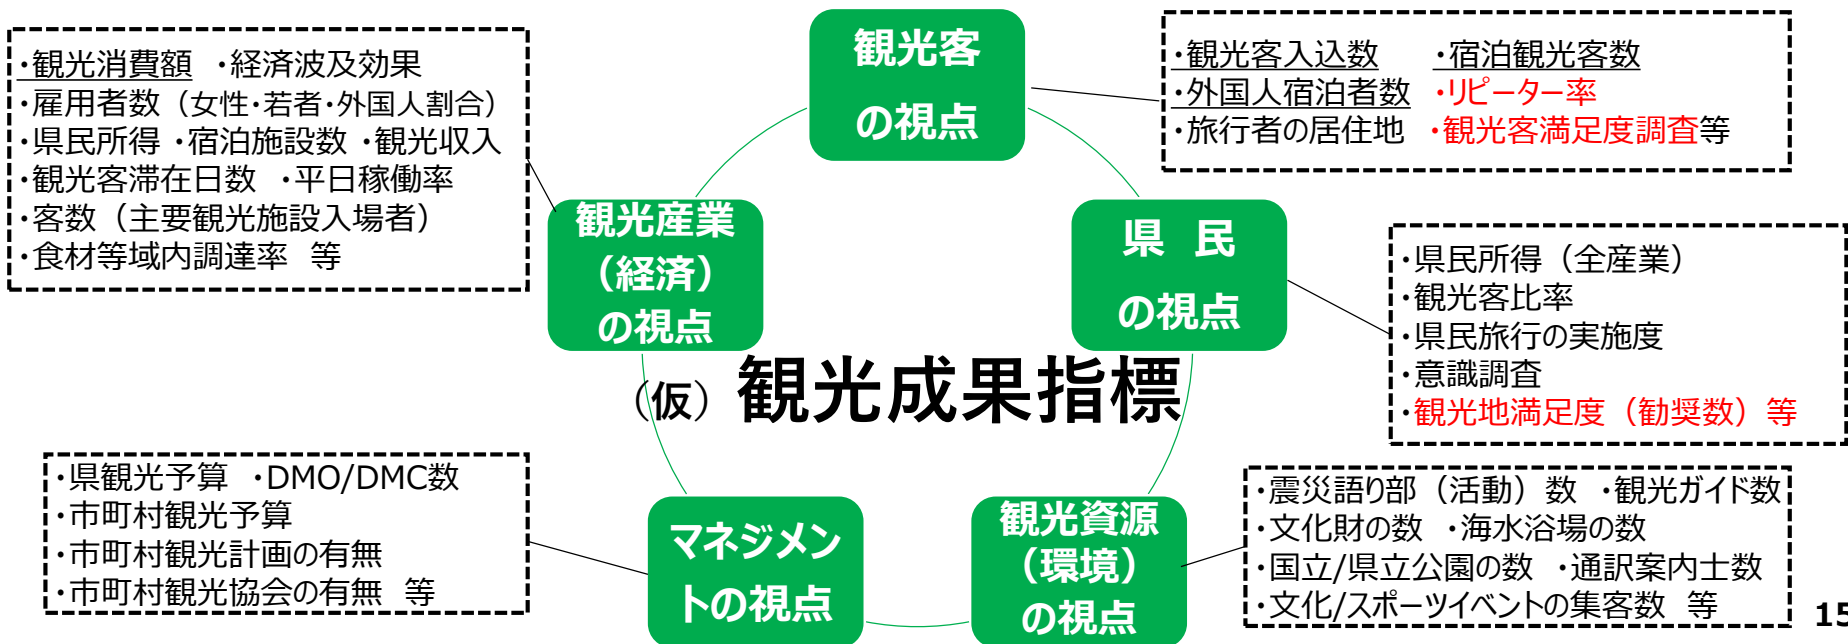 観光客
の視点
・観光客入込数　・宿泊観光客数
・外国人宿泊者数　・リピーター率
・旅行者の居住地　・観光客満足度調査等
・観光消費額　・経済波及効果
・雇用者数（女性・若者・外国人割合）
・県民所得　・宿泊施設数　・観光収入
・観光客滞在日数　・平日稼働率
・客数（主要観光施設入場者）
・食材等域内調達率　等
観光産業
（経済）
の視点
県　民
の視点
・県民所得（全産業）
・観光客比率
・県民旅行の実施度
・意識調査
・観光地満足度（勧奨数）等
（仮）観光成果指標
・県観光予算　・DMO/DMC数
・市町村観光予算
・市町村観光計画の有無
・市町村観光協会の有無　等
マネジメン
トの視点
観光資源
（環境）
の視点
・震災語り部（活動）数　・観光ガイド数
・文化財の数　・海水浴場の数
・国立/県立公園の数　・通訳案内士数
・文化/スポーツイベントの集客数　等
15